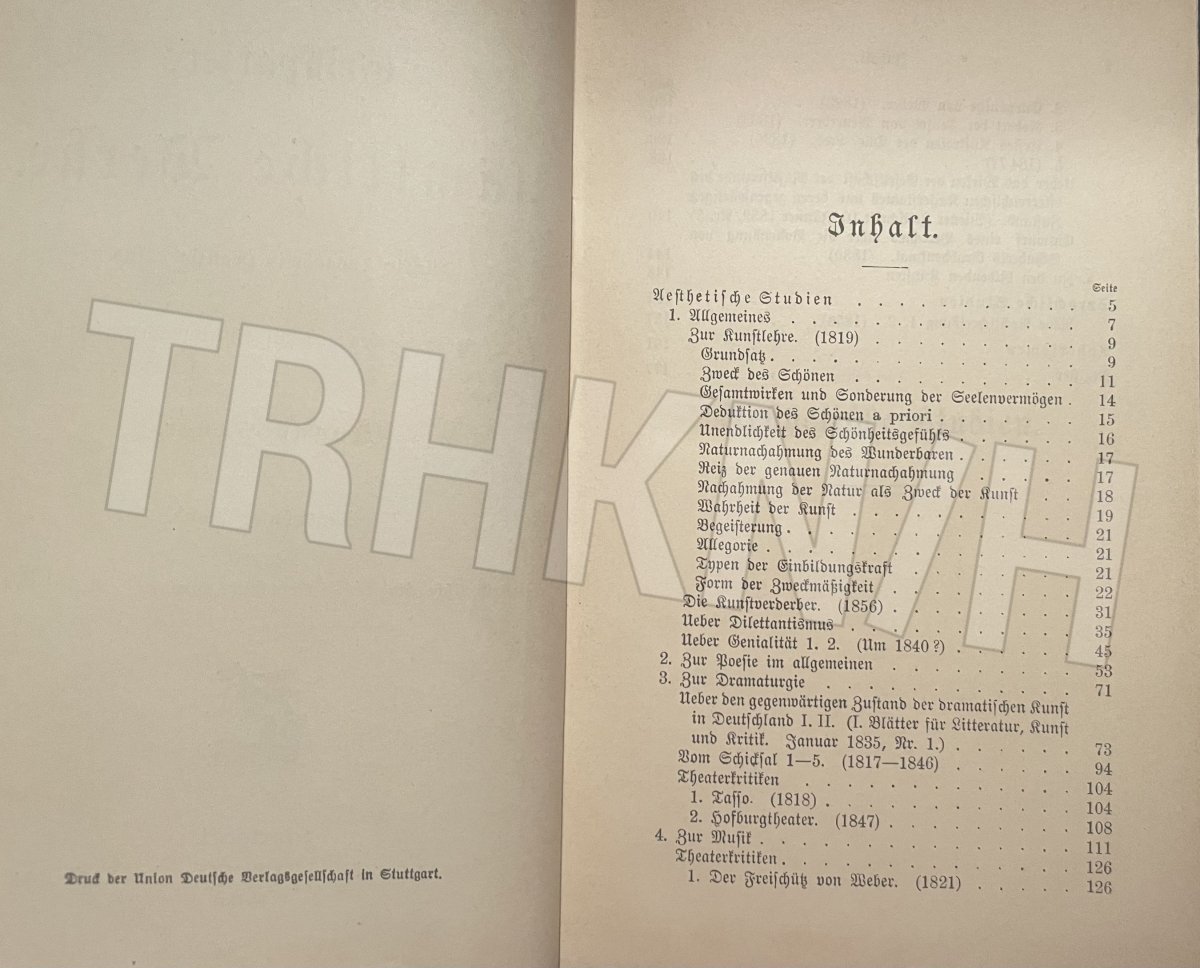 Druck der Union Deutsche Verlagsgesellschaft in Stuttgart.
Inhalt.
Seite
Aesthetische Studien . . . . . . . . . . . 5
1. Allgemeines . . . . . . . . . . . . . 7
Zur Kunstlehre. (1819) . . . . . . . . . 9
Grundsatz . . . . . . . . . . . . . 9
Zweck des Schönen . . . . . . . . . . 11
Gesamtwirken und Sonderung der Seelenvermögen . 14
Deduktion des Schönen a priori . . . . . . 15
Unendlichkeit des Schönheitsgefühls . . . . . 16
Naturnachahmung des Wunderbaren . . . . . 17
Reiz der genauen Naturnachahmung . . . . 17
Nachahmung der Natur als Zweck der Kunst . . 18
Wahrheit der Kunst . . . . . . . . . . 19
Begeisterung . . . . . . . . . . . . 21
Allegorie . . . . . . . . . . . . . 21
Typen der Einbildungskraft . . . . . . . 21
Form der Zweckmäßigkeit . . . . . . . . 22
Die Kunstverderber. (1856) . . . . . . . . 31
Ueber Dilettantismus . . . . . . . . . . 35
Ueber Genialität 1. 2. (Um 1840?) . . . . . 45
2. Zur Poesie im allgemeinen . . . . . . . . 53
3. Zur Dramaturgie . . . . . . . . . . . 71
Ueber den gegenwärtigen Zustand der dramatischen Kunst
in Deutschland I. II. (I. Blätter für Litteratur, Kunst
und Kritik. Januar 1835, Nr. 1.) . . . . . 73
Vom Schicksal 1—5. (1817—1846) . . . . . 94
Theaterkritiken . . . . . . . . . . . . 104
1. Tasso. (1818) . . . . . . . . . . . 104
2. Hofburgtheater. (1847) . . . . . . . . 108
4. Zur Musik . . . . . . . . . . . . . 111
Theaterkritiken . . . . . . . . . . . . 126
1. Der Freischütz von Weber. (1821) . . . . . 126
TRHKNVH